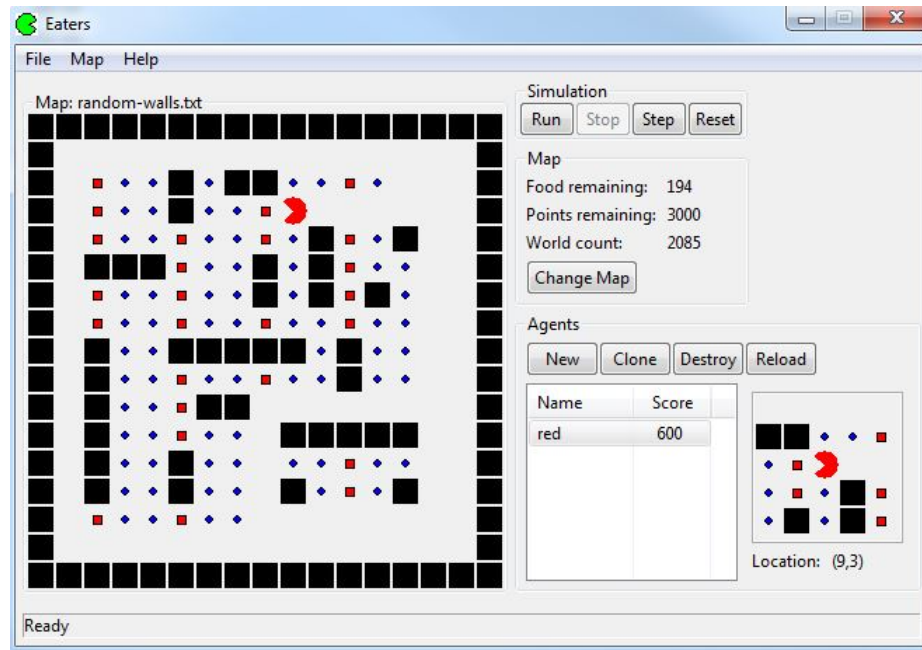 Eaters
File Map Help
Map: random-walls.txt
Simulation
Run Stop Step Reset
Map
Food remaining: 194
Points remaining: 3000
World count: 2085
Change Map
Agents
New Clone Destroy Reload
Name Score
red 600
Location: (9,3)
Ready